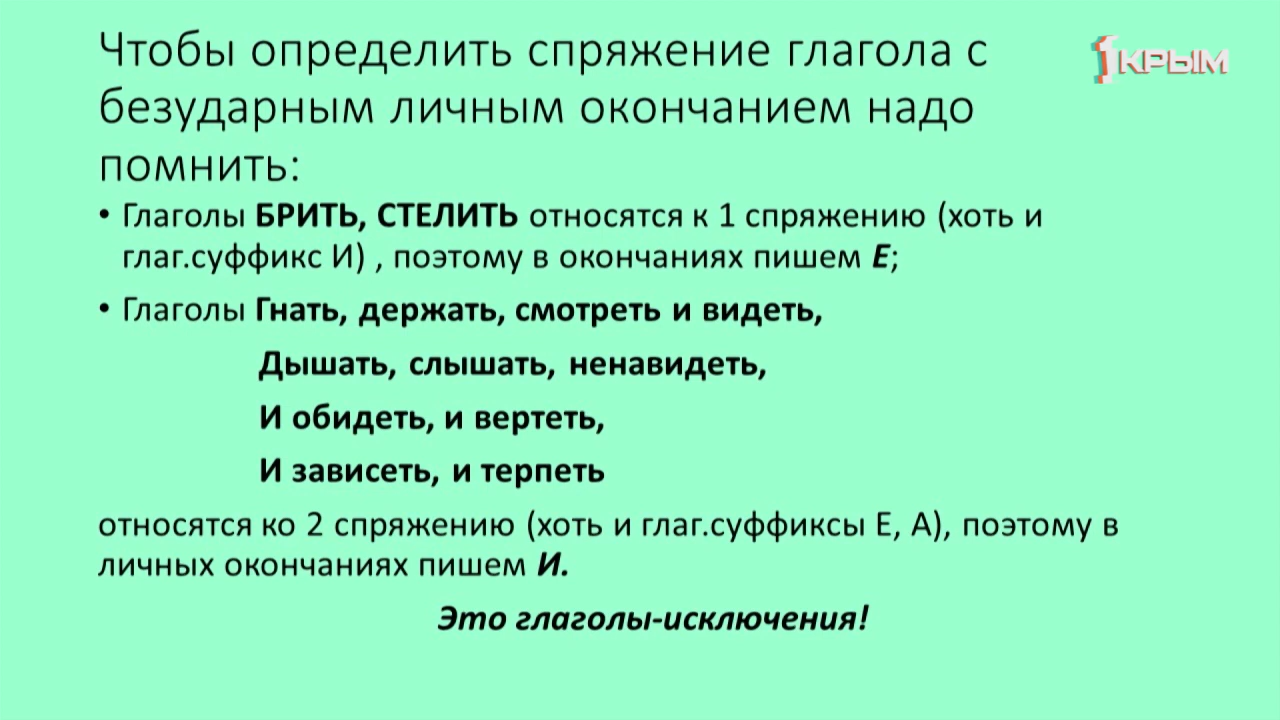 Чтобы определить спряжение глагола с
безударным личным окончанием надо
помнить:
1 КРЫМ
• Глаголы БРИТЬ, СТЕЛИТЬ относятся к 1 спряжению (хоть и
глаг.суффикс И) , поэтому в окончаниях пишем Е;
• Глаголы Гнать, держать, смотреть и видеть,
Дышать, слышать, ненавидеть,
И обидеть, и вертеть,
И зависеть, и терпеть
относятся ко 2 спряжению (хоть и глаг.суффиксы Е, А), поэтому в
личных окончаниях пишем И.
Это глаголы-исключения!